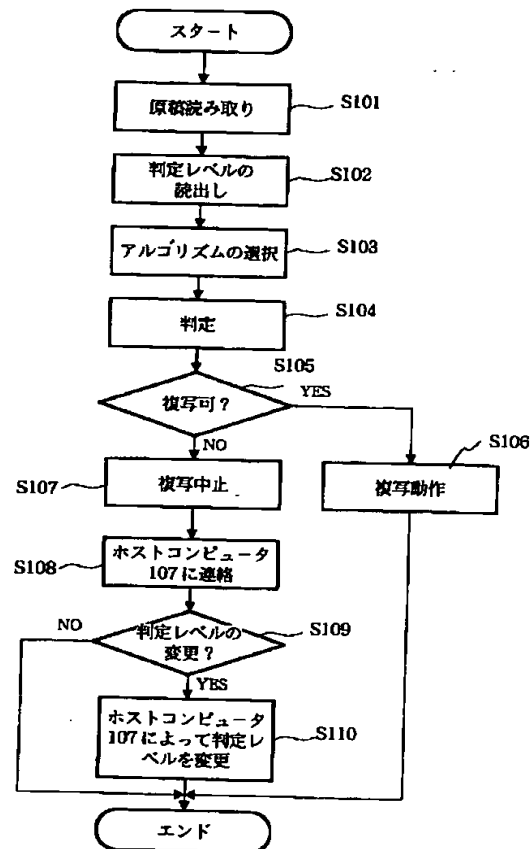 スタート
原稿読み取り
S101
判定レベルの
読出し
S102
アルゴリズムの選択
S103
判定
S104
S105
複写可?
YES
NO
S106
複写動作
S107
複写中止
S108
ホストコンピュータ
107に連絡
NO
判定レベルの
変更?
S109
YES
ホストコンピュータ
107によって判定レ
ベルを変更
S110
エンド